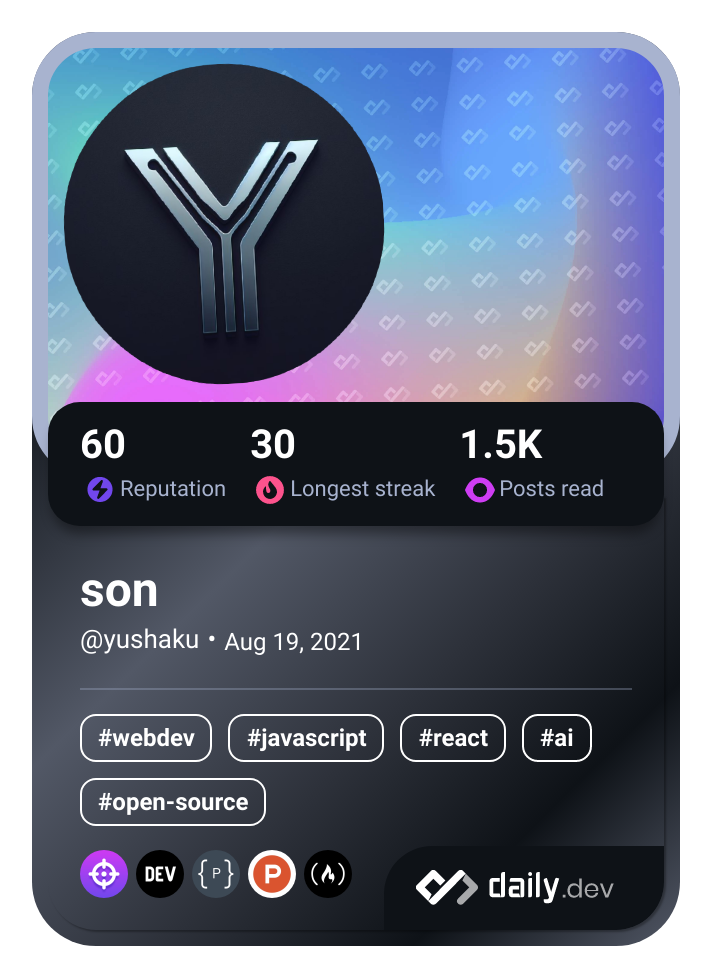 Y
60 30 1.5K
Reputation Longest streak Posts read
son
@yushaku • Aug 19, 2021
#webdev #javascript #react #ai
#open-source
DEV {P} P
daily.dev